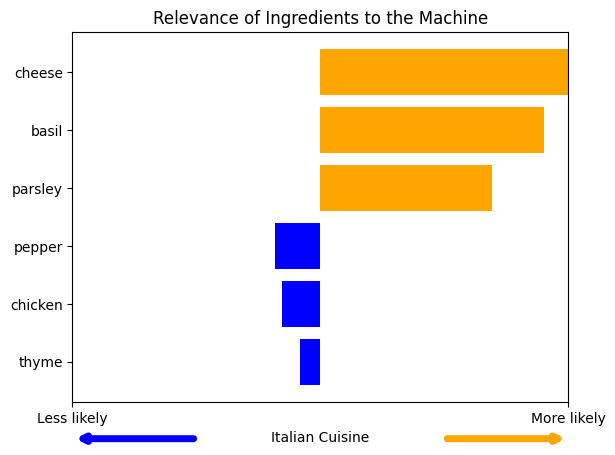 Relevance of Ingredients to the Machine
cheese
basil
parsley
pepper
chicken
thyme
Less likely
More likely
Italian Cuisine